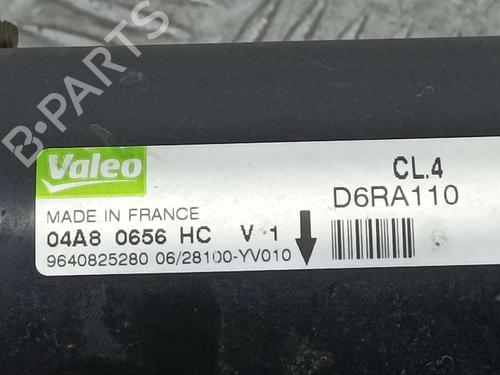 B-PARTS
Valeo
CL.4
D6RA110
MADE IN FRANCE
04A8 0656 HC V 1
9640825280 06/28100-YV010